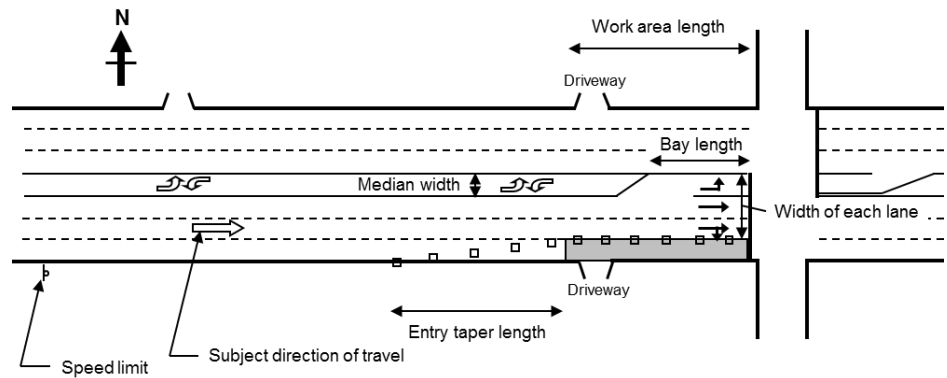 N
Work area length
Driveway
Bay length
Median width
Width of each lane
Driveway
Entry taper length
Subject direction of travel
Speed limit